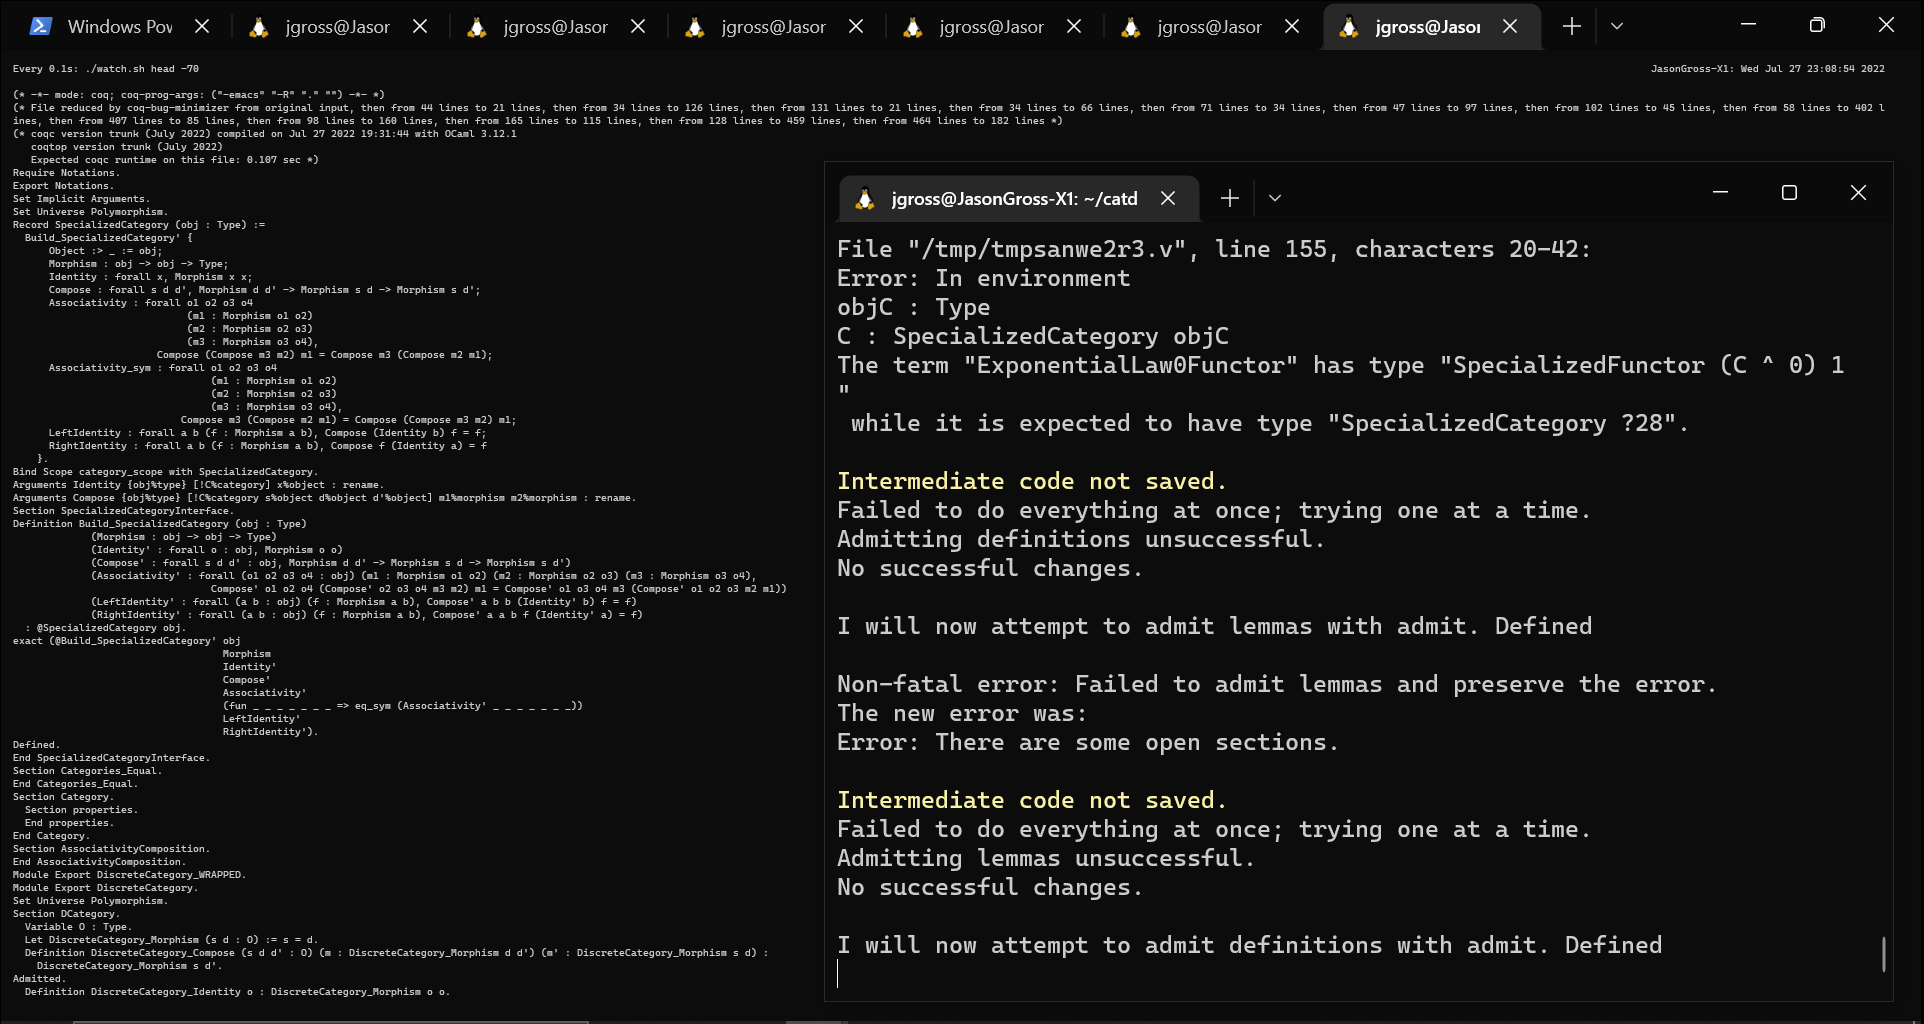 Windows Pow
jgross@Jasor
jgross@Jasor
jgross@Jasor
jgross@Jasor
jgross@Jasor
jgross@Jasor
Every 0.1s: ./watch.sh head -70
JasonGross-X1: Wed Jul 27 23:08:54 2022
(* -*- mode: coq; coq-prog-args: ("-emacs" "-R" "." "") -*- *)
(* File reduced by coq-bug-minimizer from original input, then from 44 lines to 21 lines, then from 34 lines to 126 lines, then from 131 lines to 21 lines, then from 34 lines to 66 lines, then from 71 lines to 34 lines, then from 47 lines to 97 lines, then from 102 lines to 45 lines, then from 58 lines to 402 l
ines, then from 407 lines to 85 lines, then from 98 lines to 160 lines, then from 165 lines to 115 lines, then from 128 lines to 459 lines, then from 464 lines to 182 lines *)
(* coqc version trunk (July 2022) compiled on Jul 27 2022 19:31:44 with OCaml 3.12.1
coqtop version trunk (July 2022)
Expected coqc runtime on this file: 0.107 sec *)
Require Notations.
Export Notations.
Set Implicit Arguments.
Set Universe Polymorphism.
Record SpecializedCategory (obj : Type) :=
Build_SpecializedCategory' {
Object :> _ := obj;
Morphism : obj -> obj -> Type;
Identity : forall x, Morphism x x;
Compose : forall s d d', Morphism d d' -> Morphism s d -> Morphism s d';
Associativity : forall o1 o2 o3 o4
(m1 : Morphism o1 o2)
(m2 : Morphism o2 o3)
(m3 : Morphism o3 o4),
Compose (Compose m3 m2) m1 = Compose m3 (Compose m2 m1);
Associativity_sym : forall o1 o2 o3 o4
(m1 : Morphism o1 o2)
(m2 : Morphism o2 o3)
(m3 : Morphism o3 o4),
Compose m3 (Compose m2 m1) = Compose (Compose m3 m2) m1;
LeftIdentity : forall a b (f : Morphism a b), Compose (Identity b) f = f;
RightIdentity : forall a b (f : Morphism a b), Compose f (Identity a) = f
}.
Bind Scope category_scope with SpecializedCategory.
Arguments Identity {obj%type} [!C%category] x%object : rename.
Arguments Compose {obj%type} [!C%category s%object d%object d'%object] m1%morphism m2%morphism : rename.
Section SpecializedCategoryInterface.
Definition Build_SpecializedCategory (obj : Type)
(Morphism : obj -> obj -> Type)
(Identity' : forall o : obj, Morphism o o)
(Compose' : forall s d d' : obj, Morphism d d' -> Morphism s d -> Morphism s d')
(Associativity' : forall (o1 o2 o3 o4 : obj) (m1 : Morphism o1 o2) (m2 : Morphism o2 o3) (m3 : Morphism o3 o4),
Compose' o1 o2 o4 (Compose' o2 o3 o4 m3 m2) m1 = Compose' o1 o3 o4 m3 (Compose' o1 o2 o3 m2 m1))
(LeftIdentity' : forall (a b : obj) (f : Morphism a b), Compose' a b b (Identity' b) f = f)
(RightIdentity' : forall (a b : obj) (f : Morphism a b), Compose' a a b f (Identity' a) = f)
: @SpecializedCategory obj.
exact (@Build_SpecializedCategory' obj
Morphism
Identity'
Compose'
Associativity'
(fun _ _ _ _ _ _ _ => eq_sym (Associativity' _ _ _ _ _ _ _))
LeftIdentity'
RightIdentity').
Defined.
End SpecializedCategoryInterface.
Section Categories_Equal.
End Categories_Equal.
Section Category.
Section properties.
End properties.
End Category.
Section AssociativityComposition.
End AssociativityComposition.
Module Export DiscreteCategory_WRAPPED.
Module Export DiscreteCategory.
Set Universe Polymorphism.
Section DCategory.
Variable O : Type.
Let DiscreteCategory_Morphism (s d : O) := s = d.
Definition DiscreteCategory_Compose (s d d' : O) (m : DiscreteCategory_Morphism d d') (m' : DiscreteCategory_Morphism s d) :
DiscreteCategory_Morphism s d'.
Admitted.
Definition DiscreteCategory_Identity o : DiscreteCategory_Morphism o o.
jgross@JasonGross-X1: ~/catd
File "/tmp/tmpsanwe2r3.v", line 155, characters 20-42:
Error: In environment
objC : Type
C : SpecializedCategory objC
The term "ExponentialLaw0Functor" has type "SpecializedFunctor (C ^ 0) 1
"
while it is expected to have type "SpecializedCategory ?28".
Intermediate code not saved.
Failed to do everything at once; trying one at a time.
Admitting definitions unsuccessful.
No successful changes.
I will now attempt to admit lemmas with admit. Defined
Non-fatal error: Failed to admit lemmas and preserve the error.
The new error was:
Error: There are some open sections.
Intermediate code not saved.
Failed to do everything at once; trying one at a time.
Admitting lemmas unsuccessful.
No successful changes.
I will now attempt to admit definitions with admit. Defined